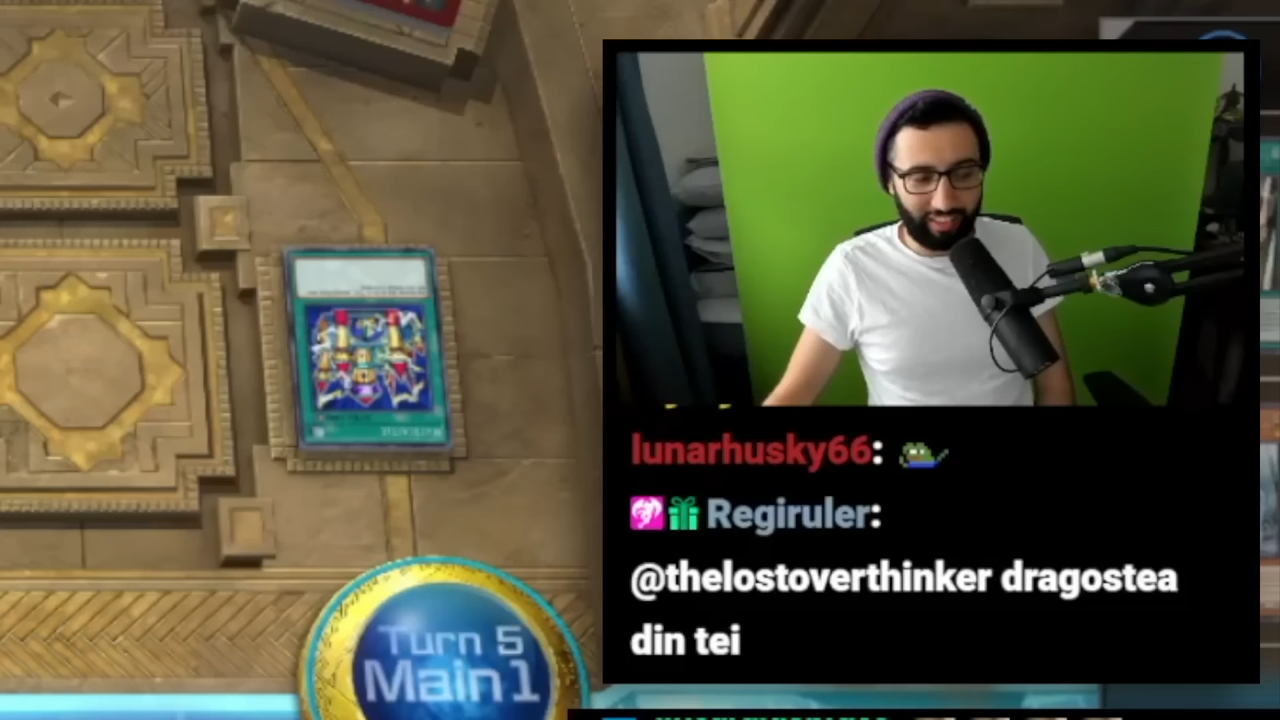 lunarhusky66:
Regiruler:
@thelostoverthinker dragostea
din tei
Turn 5
Main 1